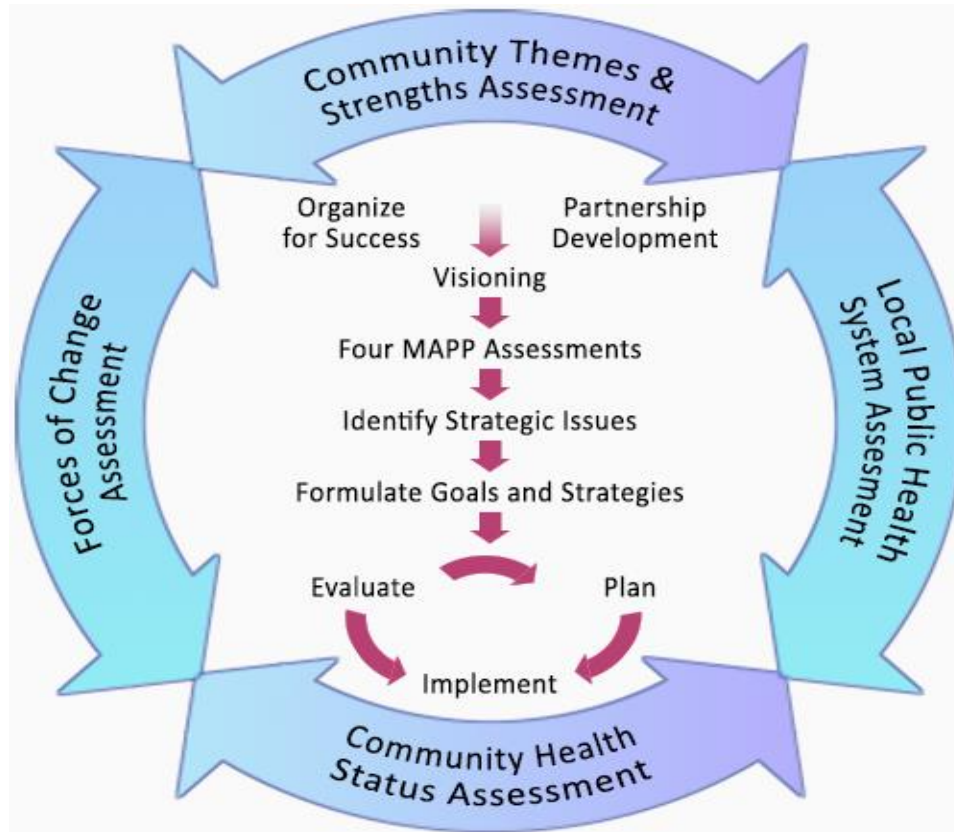 Community Themes &
Strengths Assessment
Organize
for Success
Partnership
Development
Visioning
Four MAPP Assessments
Identify Strategic Issues
Formulate Goals and Strategies
Evaluate
Plan
Implement
Forces of Change
Assessment
Local Public Health
System Assessment
Community Health
Status Assessment